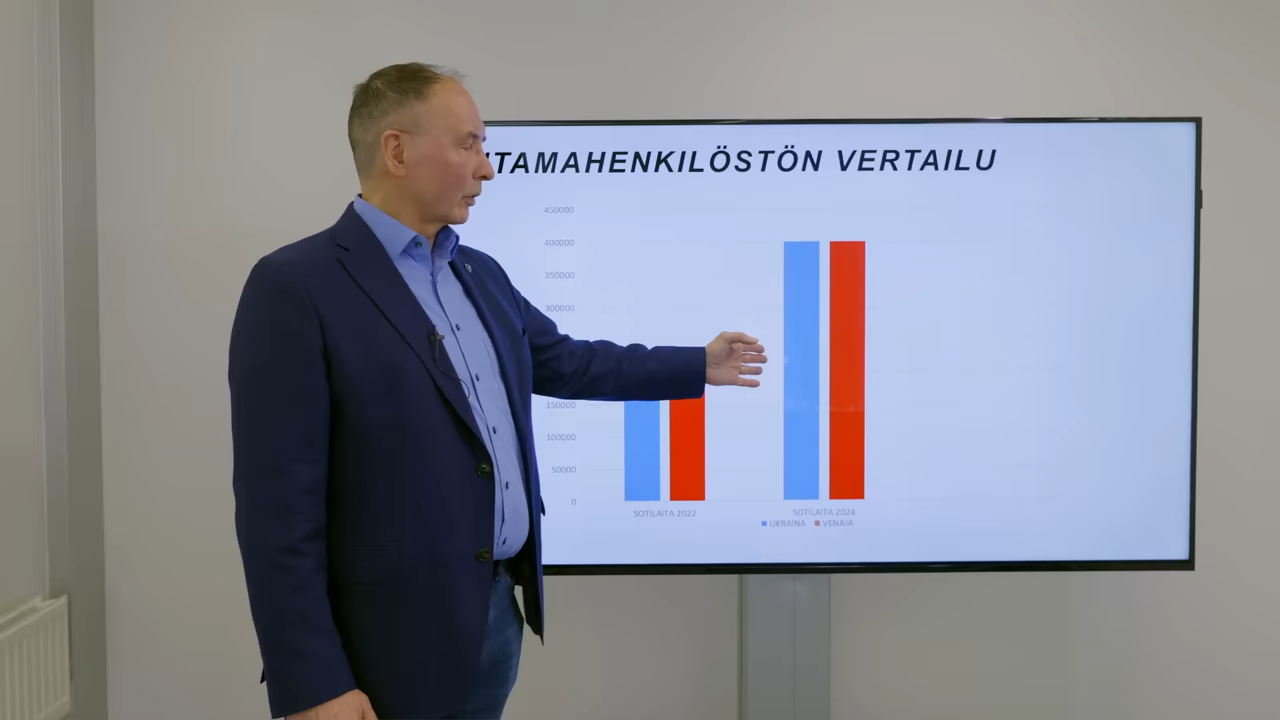 TAMAHENKILÖSTÖN VERTAILU
450000
400000
350000
300000
150000
100000
50000
0
SOTILAITA 2022
SOTILAITA 2024
UKRAINA VENÄJÄ